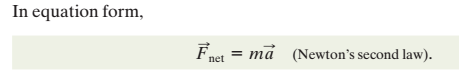 In equation form,
F⃗net = ma⃗ (Newton's second law).